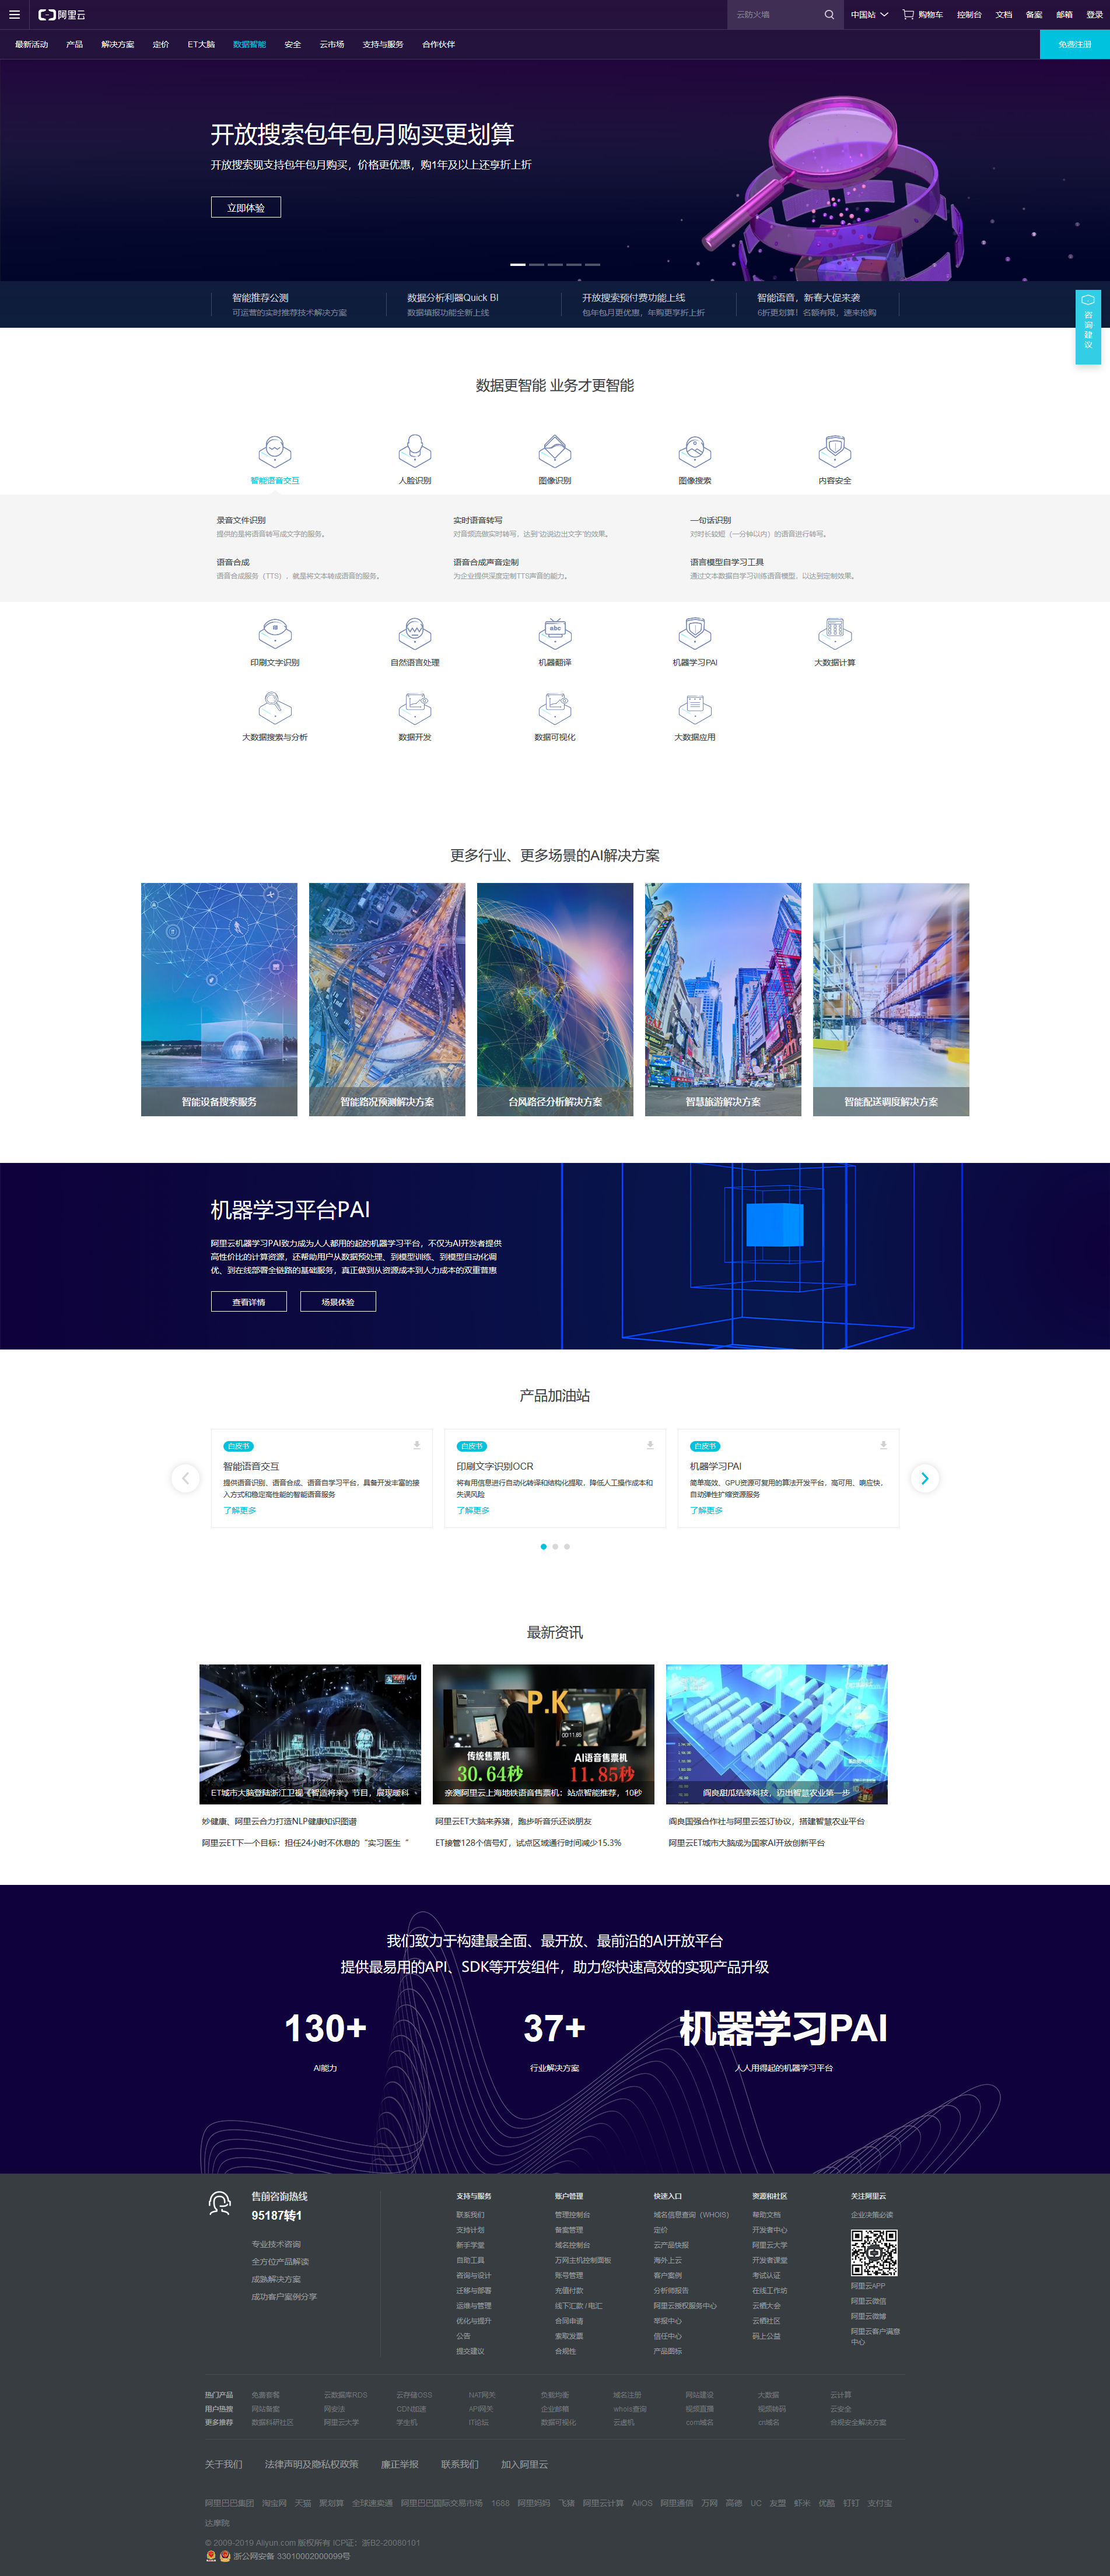 阿里云
云防火墙
中国站
购物车
控制台
文档
备案
邮箱
登录
最新活动
产品
解决方案
定价
ET大脑
数据智能
安全
云市场
支持与服务
合作伙伴
免费注册
开放搜索包年包月购买更划算
开放搜索现支持包年包月购买，价格更优惠，购1年及以上还享折上折
立即体验
智能推荐公测
可运营的实时推荐技术解决方案
数据分析利器Quick BI
数据填报功能全新上线
开放搜索预付费功能上线
包年包月更优惠，年购更享折上折
智能语音，新春大促来袭
6折更划算！名额有限，速来抢购
咨询建议
数据更智能 业务才更智能
智能语音交互
人脸识别
图像识别
图像搜索
内容安全
录音文件识别
提供的是将语音转写成文字的服务。
实时语音转写
对音频流做实时转写，达到“边说边出文字”的效果。
一句话识别
对时长较短（一分钟以内）的语音进行转写。
语音合成
语音合成服务（TTS），就是将文本转成语音的服务。
语音合成声音定制
为企业提供深度定制TTS声音的能力。
语言模型自学习工具
通过文本数据自学习训练语音模型，以达到定制效果。
印刷文字识别
自然语言处理
abc
机器翻译
机器学习PAI
大数据计算
大数据搜索与分析
数据开发
数据可视化
大数据应用
更多行业、更多场景的AI解决方案
智能设备搜索服务
智能路况预测解决方案
台风路径分析解决方案
智慧旅游解决方案
智能配送调度解决方案
机器学习平台PAI
阿里云机器学习PAI致力成为人人都用的起的机器学习平台，不仅为AI开发者提供
高性价比的计算资源，还帮助用户从数据预处理、到模型训练、到模型自动化调
优、到在线部署全链路的基础服务，真正做到从资源成本到人力成本的双重普惠
查看详情
场景体验
产品加油站
白皮书
智能语音交互
提供语音识别、语音合成、语音自学习平台，具备开发丰富的接
入方式和稳定高性能的智能语音服务
了解更多
白皮书
印刷文字识别OCR
将有用信息进行自动化转译和结构化提取，降低人工操作成本和
失误风险
了解更多
白皮书
机器学习PAI
简单高效、GPU资源可复用的算法开发平台，高可用、响应快，
自动弹性扩缩资源服务
了解更多
最新资讯
ET城市大脑登陆浙江卫视《智造将来》节目，展现暖科
P.K
00:11.85
传统售票机
30.64秒
AI语音售票机
11.85秒
亲测阿里云上海地铁语音售票机：站点智能推荐，10秒
阎良甜瓜结缘科技，迈出智慧农业第一步
妙健康、阿里云合力打造NLP健康知识图谱
阿里云ET大脑来养猪，跑步听音乐还谈朋友
阎良国强合作社与阿里云签订协议，搭建智慧农业平台
阿里云ET下一个目标：担任24小时不休息的“实习医生“
ET接管128个信号灯，试点区域通行时间减少15.3%
阿里云ET城市大脑成为国家AI开放创新平台
我们致力于构建最全面、最开放、最前沿的AI开放平台
提供最易用的API、SDK等开发组件，助力您快速高效的实现产品升级
130+
AI能力
37+
行业解决方案
机器学习PAI
人人用得起的机器学习平台
售前咨询热线
95187转1
专业技术咨询
全方位产品解读
成熟解决方案
成功客户案例分享
支持与服务
联系我们
支持计划
新手学堂
自助工具
咨询与设计
迁移与部署
运维与管理
优化与提升
公告
提交建议
账户管理
管理控制台
备案管理
域名控制台
万网主机控制面板
账号管理
充值付款
线下汇款 / 电汇
合同申请
索取发票
合规性
快速入口
域名信息查询（WHOIS）
定价
云产品快报
海外上云
客户案例
分析师报告
阿里云授权服务中心
举报中心
信任中心
产品图标
资源和社区
帮助文档
开发者中心
阿里云大学
开发者课堂
考试认证
在线工作坊
云栖大会
云栖社区
码上公益
关注阿里云
企业决策必读
阿里云APP
阿里云微信
阿里云微博
阿里云客户满意
中心
热门产品 免费套餐 云数据库RDS 云存储OSS NAT网关 负载均衡 域名注册 网站建设 大数据 云计算
用户热搜 网站备案 网安法 CDN加速 API网关 企业邮箱 whois查询 视频直播 视频转码 云安全
更多推荐 数据科研社区 阿里云大学 学生机 IT论坛 数据可视化 云虚机 .com域名 .cn域名 合规安全解决方案
关于我们 法律声明及隐私权政策 廉正举报 联系我们 加入阿里云
阿里巴巴集团 淘宝网 天猫 聚划算 全球速卖通 阿里巴巴国际交易市场 1688 阿里妈妈 飞猪 阿里云计算 AliOS 阿里通信 万网 高德 UC 友盟 虾米 优酷 钉钉 支付宝
达摩院
© 2009-2019 Aliyun.com 版权所有 ICP证：浙B2-20080101
浙公网安备 33010002000099号